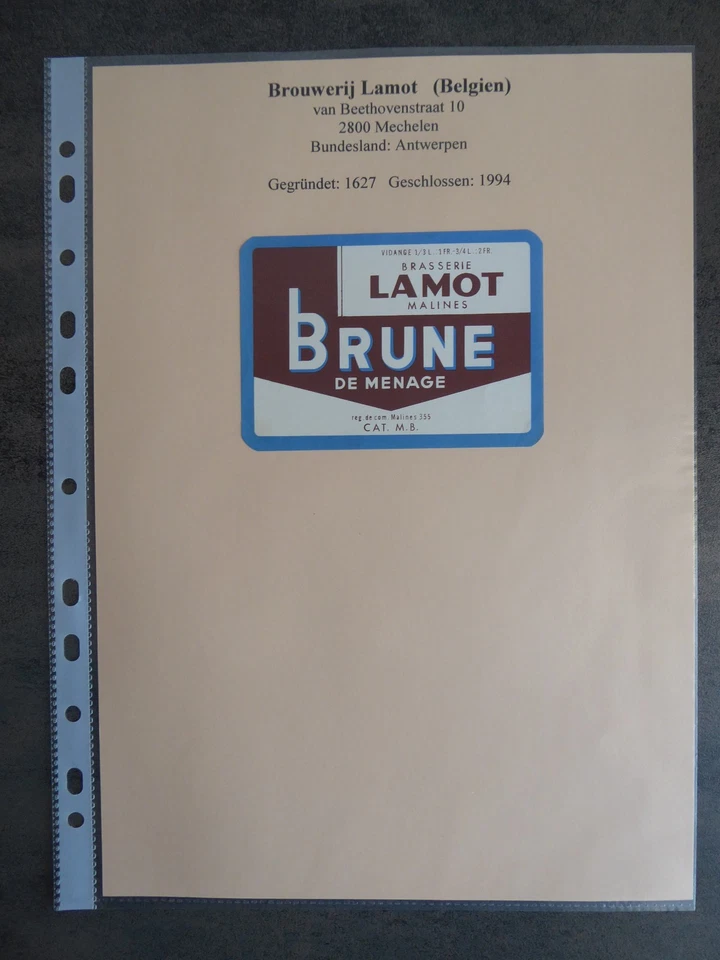 Brouwerij Lamot (Belgien)
van Beethovenstraat 10
2800 Mechelen
Bundesland: Antwerpen
Gegründet: 1627 Geschlossen: 1994
VIDANGE 1/3 L.:1 FR.-3/4 L.:2 FR.
BRASSERIE
LAMOT
MALINES
bRUNE
DE MENAGE
reg. de com. Malines 355
CAT. M.B.